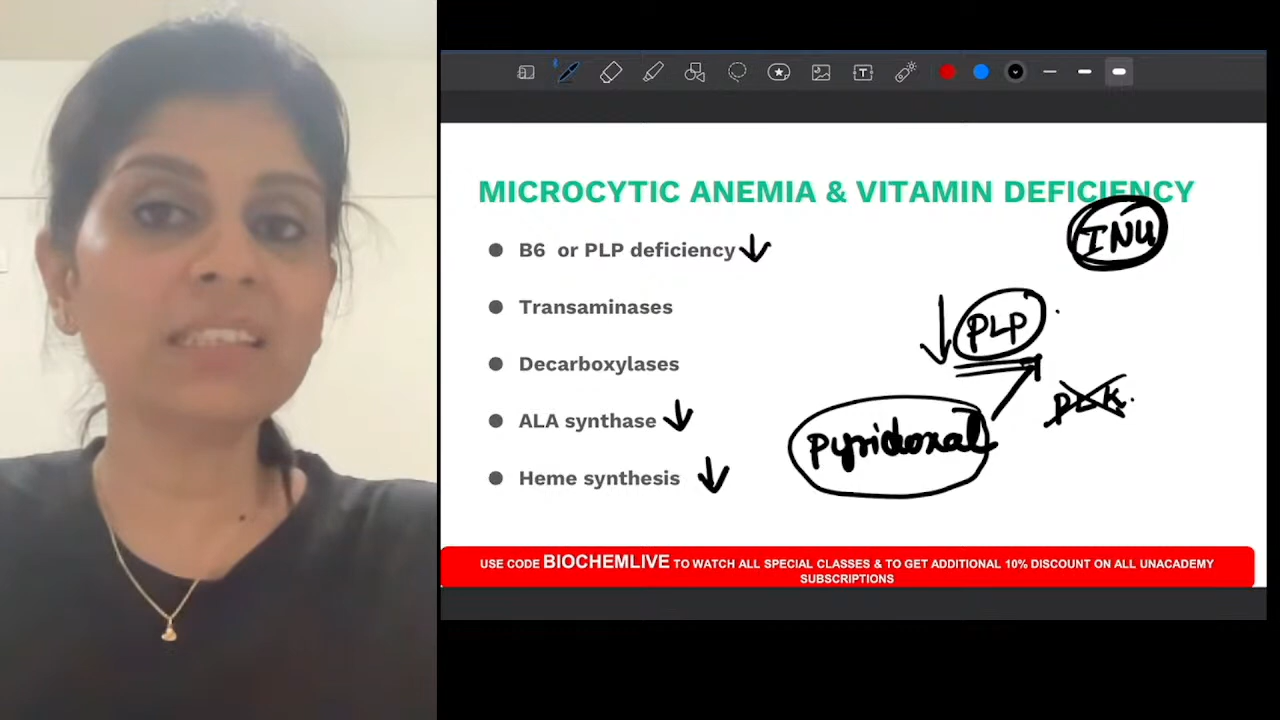 MICROCYTIC ANEMIA & VITAMIN DEFICIENCY
INH
● B6 or PLP deficiency ↓
● Transaminases
↓ PLP
● Decarboxylases
● ALA synthase ↓
Pyridoxal
● Heme synthesis ↓
USE CODE BIOCHEMLIVE TO WATCH ALL SPECIAL CLASSES & TO GET ADDITIONAL 10% DISCOUNT ON ALL UNACADEMY
SUBSCRIPTIONS